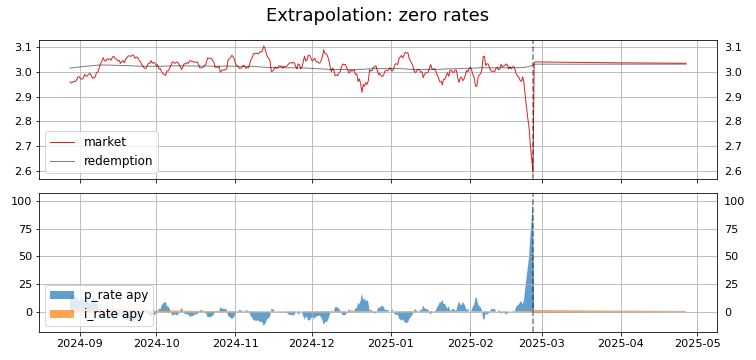 Extrapolation: zero rates
3.1 3.1
3.0 3.0
2.9 2.9
2.8 2.8
2.7 2.7
2.6 2.6
market
redemption
100 100
75 75
50 50
25 25
0 0
p_rate apy
i_rate apy
2024-09 2024-10 2024-11 2024-12 2025-01 2025-02 2025-03 2025-04 2025-05